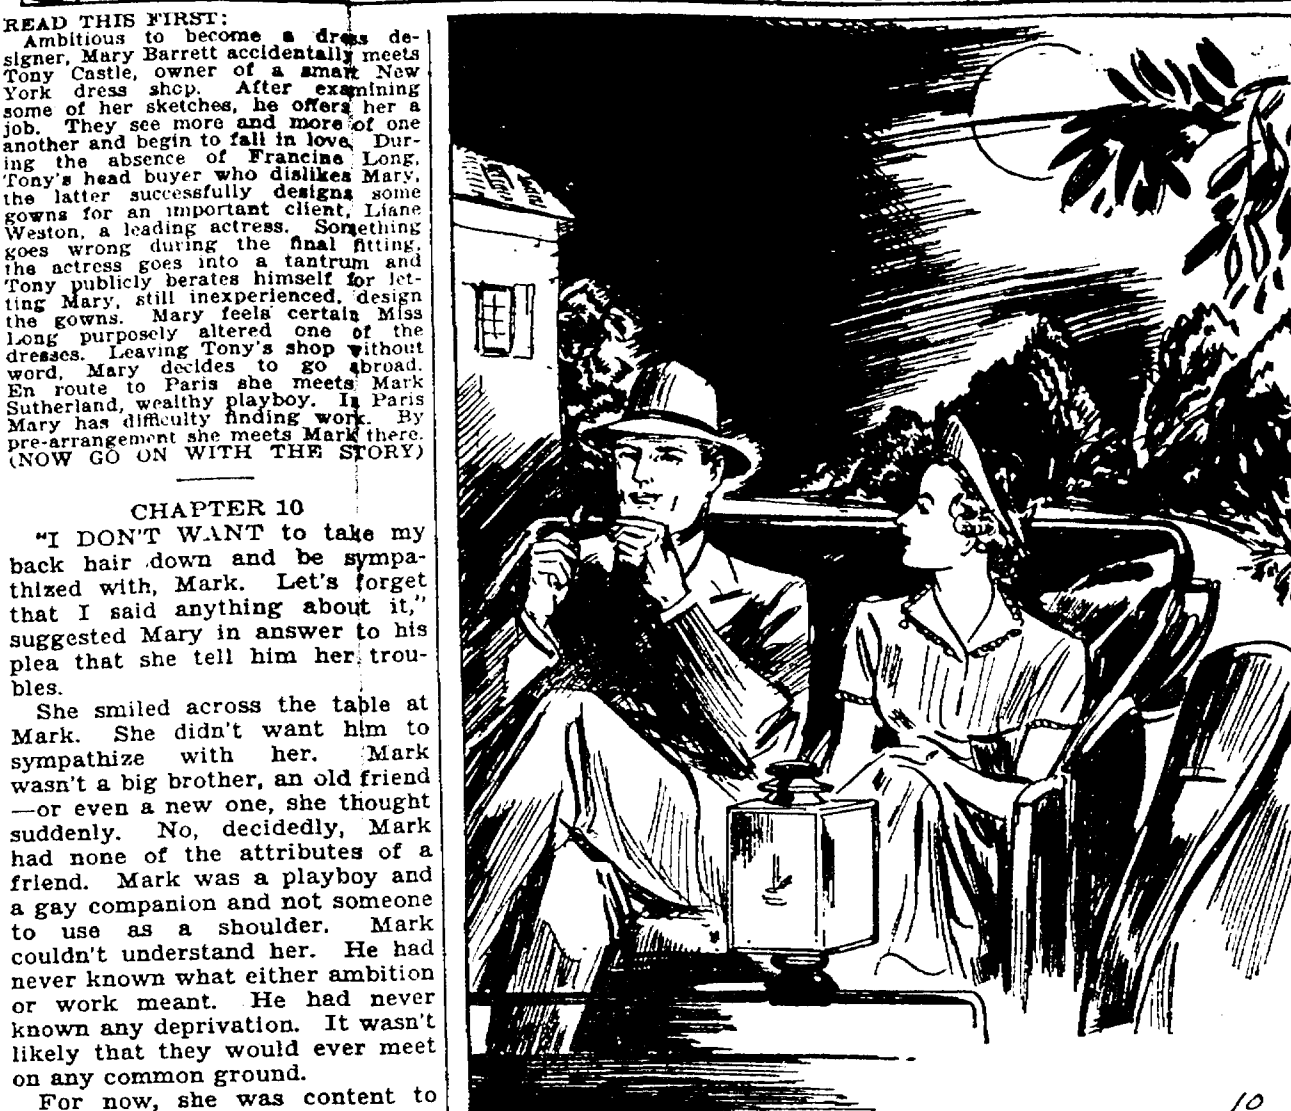 READ THIS FIRST:
Ambitious to become a dress de-
signer, Mary Barrett accidentally meets
Tony Castle, owner of a smart New
York dress shop. After examining
some of her sketches, he offers her a
job. They see more and more of one
another and begin to fall in love. Dur-
ing the absence of Francine Long,
Tony's head buyer who dislikes Mary,
the latter successfully designs some
gowns for an important client, Liane
Weston, a leading actress. Something
goes wrong during the final fitting,
the actress goes into a tantrum and
Tony publicly berates himself for let-
ting Mary, still inexperienced, design
the gowns. Mary feels certain Miss
Long purposely altered one of the
dresses. Leaving Tony's shop without
word, Mary decides to go abroad.
En route to Paris she meets Mark
Sutherland, wealthy playboy. In Paris
Mary has difficulty finding work. By
pre-arrangement she meets Mark there.
(NOW GO ON WITH THE STORY)
CHAPTER 10
"I DON'T WANT to take my
back hair down and be sympa-
thized with, Mark. Let's forget
that I said anything about it,"
suggested Mary in answer to his
plea that she tell him her trou-
bles.
She smiled across the table at
Mark. She didn't want him to
sympathize with her. Mark
wasn't a big brother, an old friend
—or even a new one, she thought
suddenly. No, decidedly, Mark
had none of the attributes of a
friend. Mark was a playboy and
a gay companion and not someone
to use as a shoulder. Mark
couldn't understand her. He had
never known what either ambition
or work meant. He had never
known any deprivation. It wasn't
likely that they would ever meet
on any common ground.
For now, she was content to
10